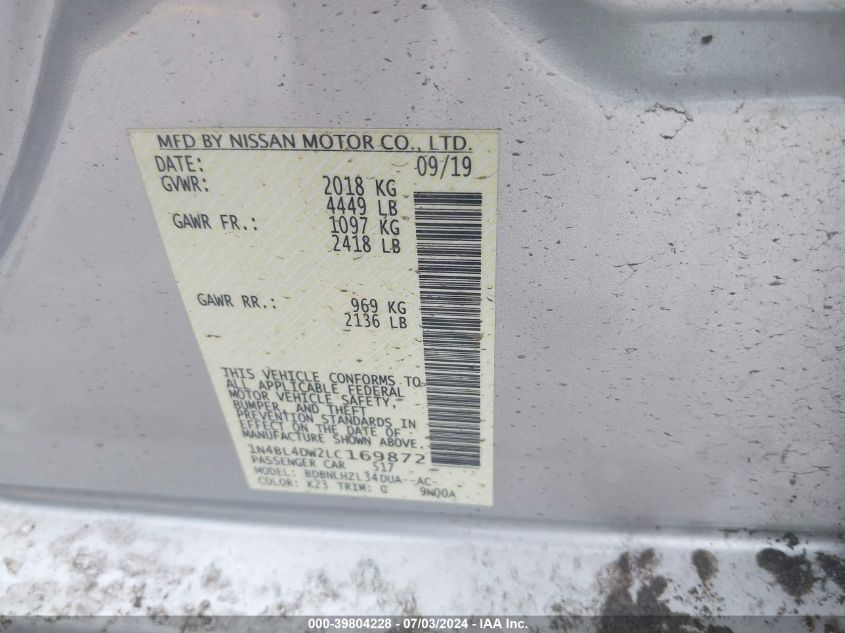 MFD BY NISSAN MOTOR CO., LTD.
DATE: 09/19
GVWR: 2018 KG
4449 LB
GAWR FR.: 1097 KG
2418 LB
GAWR RR.: 969 KG
2136 LB
THIS VEHICLE CONFORMS TO
ALL APPLICABLE FEDERAL
MOTOR VEHICLE SAFETY,
BUMPER, AND THEFT
PREVENTION STANDARDS IN
EFFECT ON THE DATE OF
MANUFACTURE SHOWN ABOVE.
1N4BL4DW2LC169872
PASSENGER CAR S17
MODEL: BDBNLHZL34DUA--AC-
COLOR: K23 TRIM: G 9N00A
000-39804228 - 07/03/2024 - IAA Inc.